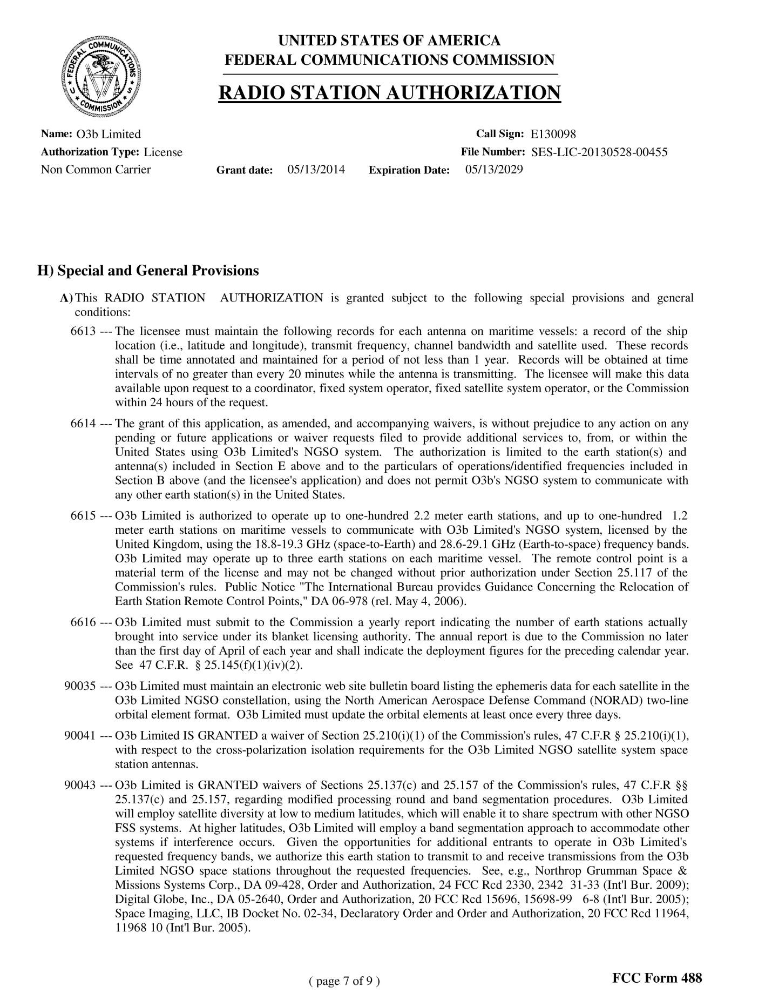 UNITED STATES OF AMERICA
FEDERAL COMMUNICATIONS COMMISSION
RADIO STATION AUTHORIZATION
FEDERAL COMMUNICATIONS COMMISSION U S
Name: O3b Limited
Call Sign: E130098
Authorization Type: License
File Number: SES-LIC-20130528-00455
Non Common Carrier
Grant date: 05/13/2014
Expiration Date: 05/13/2029
H) Special and General Provisions
A) This RADIO STATION AUTHORIZATION is granted subject to the following special provisions and general
conditions:
6613 --- The licensee must maintain the following records for each antenna on maritime vessels: a record of the ship
location (i.e., latitude and longitude), transmit frequency, channel bandwidth and satellite used. These records
shall be time annotated and maintained for a period of not less than 1 year. Records will be obtained at time
intervals of no greater than every 20 minutes while the antenna is transmitting. The licensee will make this data
available upon request to a coordinator, fixed system operator, fixed satellite system operator, or the Commission
within 24 hours of the request.
6614 --- The grant of this application, as amended, and accompanying waivers, is without prejudice to any action on any
pending or future applications or waiver requests filed to provide additional services to, from, or within the
United States using O3b Limited's NGSO system. The authorization is limited to the earth station(s) and
antenna(s) included in Section E above and to the particulars of operations/identified frequencies included in
Section B above (and the licensee's application) and does not permit O3b's NGSO system to communicate with
any other earth station(s) in the United States.
6615 --- O3b Limited is authorized to operate up to one-hundred 2.2 meter earth stations, and up to one-hundred 1.2
meter earth stations on maritime vessels to communicate with O3b Limited's NGSO system, licensed by the
United Kingdom, using the 18.8-19.3 GHz (space-to-Earth) and 28.6-29.1 GHz (Earth-to-space) frequency bands.
O3b Limited may operate up to three earth stations on each maritime vessel. The remote control point is a
material term of the license and may not be changed without prior authorization under Section 25.117 of the
Commission's rules. Public Notice "The International Bureau provides Guidance Concerning the Relocation of
Earth Station Remote Control Points," DA 06-978 (rel. May 4, 2006).
6616 --- O3b Limited must submit to the Commission a yearly report indicating the number of earth stations actually
brought into service under its blanket licensing authority. The annual report is due to the Commission no later
than the first day of April of each year and shall indicate the deployment figures for the preceding calendar year.
See 47 C.F.R. § 25.145(f)(1)(iv)(2).
90035 --- O3b Limited must maintain an electronic web site bulletin board listing the ephemeris data for each satellite in the
O3b Limited NGSO constellation, using the North American Aerospace Defense Command (NORAD) two-line
orbital element format. O3b Limited must update the orbital elements at least once every three days.
90041 --- O3b Limited IS GRANTED a waiver of Section 25.210(i)(1) of the Commission's rules, 47 C.F.R § 25.210(i)(1),
with respect to the cross-polarization isolation requirements for the O3b Limited NGSO satellite system space
station antennas.
90043 --- O3b Limited is GRANTED waivers of Sections 25.137(c) and 25.157 of the Commission's rules, 47 C.F.R §§
25.137(c) and 25.157, regarding modified processing round and band segmentation procedures. O3b Limited
will employ satellite diversity at low to medium latitudes, which will enable it to share spectrum with other NGSO
FSS systems. At higher latitudes, O3b Limited will employ a band segmentation approach to accommodate other
systems if interference occurs. Given the opportunities for additional entrants to operate in O3b Limited's
requested frequency bands, we authorize this earth station to transmit to and receive transmissions from the O3b
Limited NGSO space stations throughout the requested frequencies. See, e.g., Northrop Grumman Space &
Missions Systems Corp., DA 09-428, Order and Authorization, 24 FCC Rcd 2330, 2342 31-33 (Int'l Bur. 2009);
Digital Globe, Inc., DA 05-2640, Order and Authorization, 20 FCC Rcd 15696, 15698-99 6-8 (Int'l Bur. 2005);
Space Imaging, LLC, IB Docket No. 02-34, Declaratory Order and Order and Authorization, 20 FCC Rcd 11964,
11968 10 (Int'l Bur. 2005).
( page 7 of 9 )
FCC Form 488